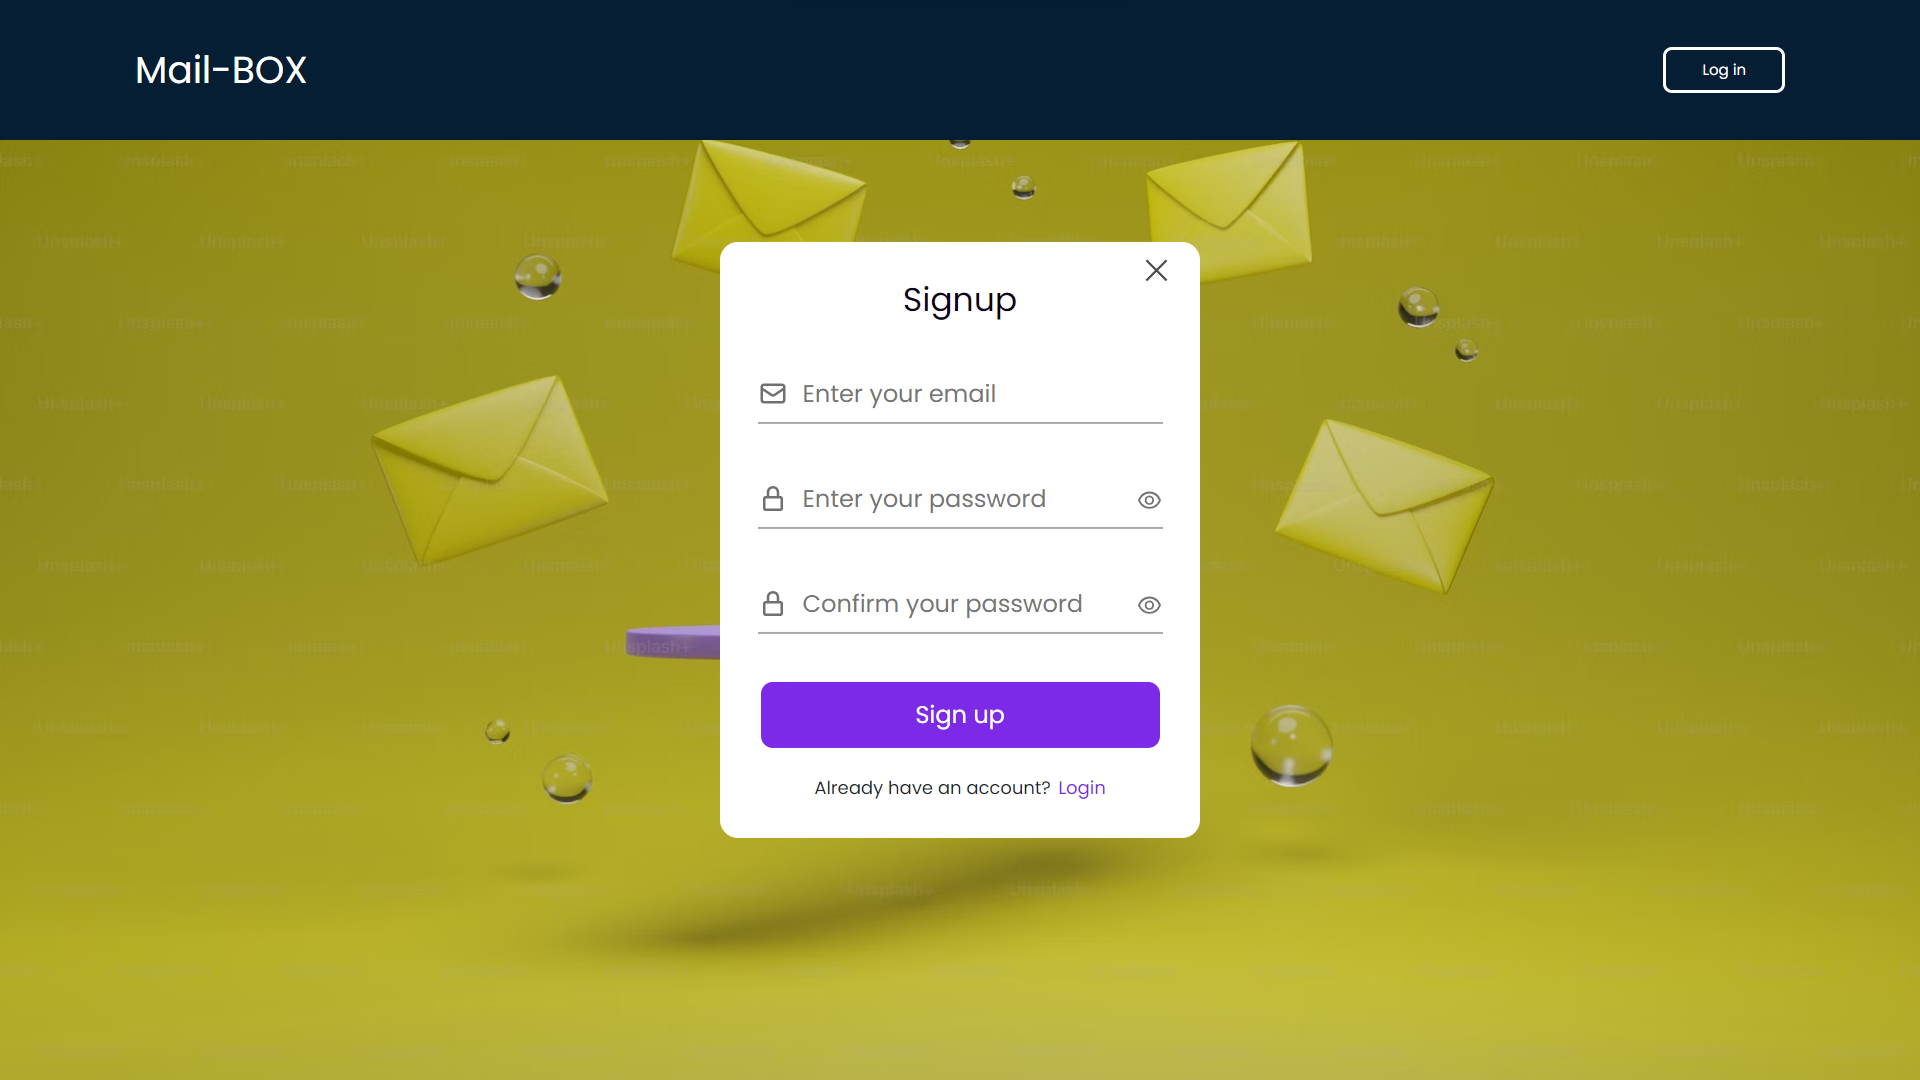 Mail-BOX
Log in
Signup
Enter your email
Enter your password
Confirm your password
Sign up
Already have an account? Login
Unsplash+